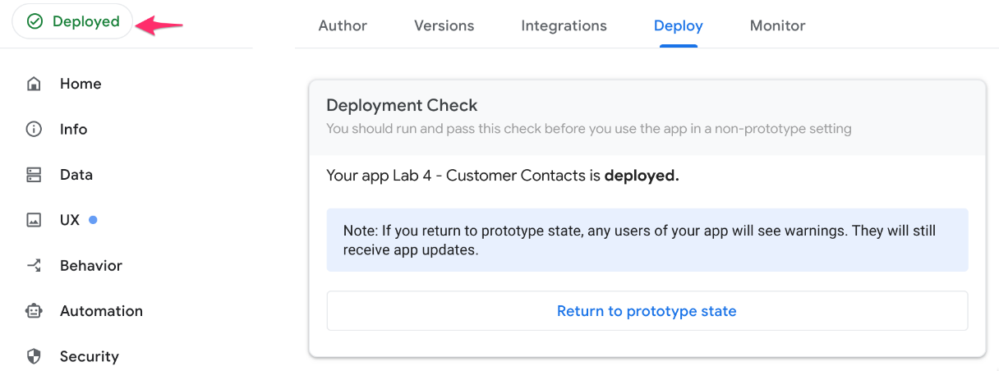 Deployed
Author
Versions
Integrations
Deploy
Monitor
Home
Info
Data
UX
Behavior
Automation
Security
Deployment Check
You should run and pass this check before you use the app in a non-prototype setting
Your app Lab 4 - Customer Contacts is deployed.
Note: If you return to prototype state, any users of your app will see warnings. They will still
receive app updates.
Return to prototype state